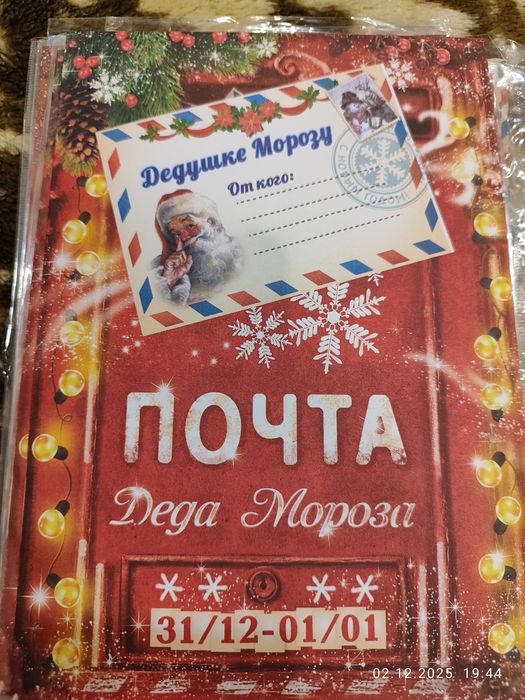 Дедушке Морозу
От кого:
С НОВЫМ ГОДОМ!
ПОЧТА
Деда Мороза
31/12-01/01
02.12.2025 19:44